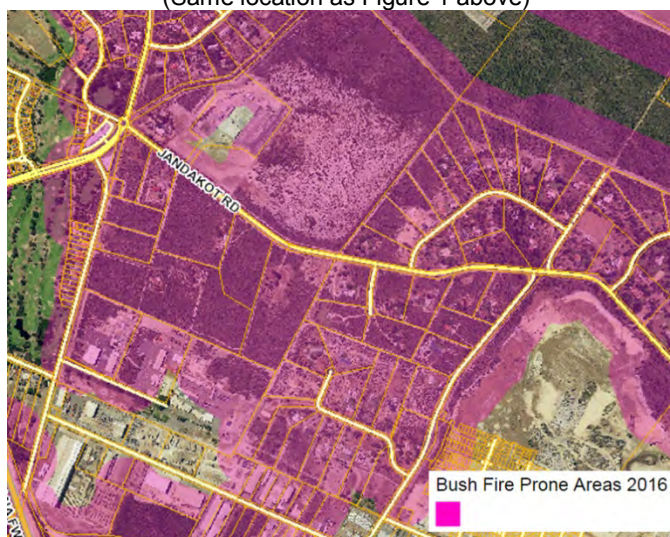 (Same location as Figure 1 above)
JANDAKOT RD
Bush Fire Prone Areas 2016